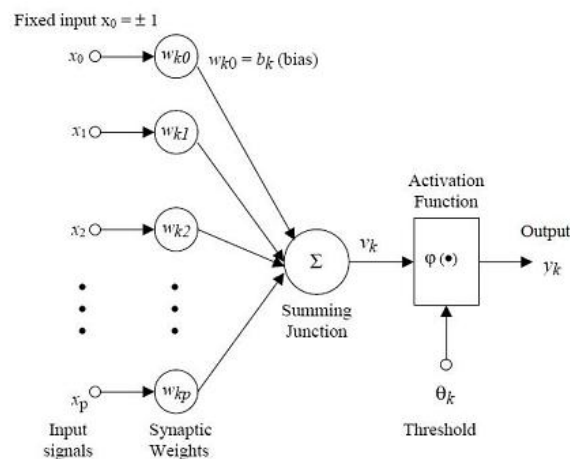 Fixed input x₀ = ± 1
x₀
wₖ₀
wₖ₀ = bₖ (bias)
x₁
wₖ₁
x₂
wₖ₂
Σ
vₖ
Activation
Function
φ (•)
Output
yₖ
Summing
Junction
xₚ
wₖₚ
θₖ
Input
signals
Synaptic
Weights
Threshold